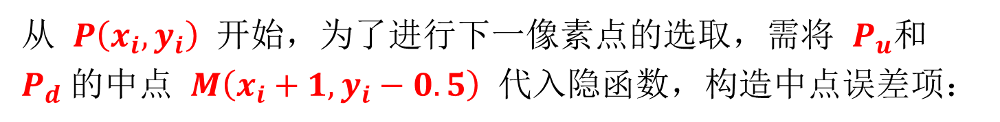 从 P(xᵢ, yᵢ) 开始，为了进行下一像素点的选取，需将 Pᵤ和
P_d 的中点 M(xᵢ + 1, yᵢ − 0.5) 代入隐函数，构造中点误差项：